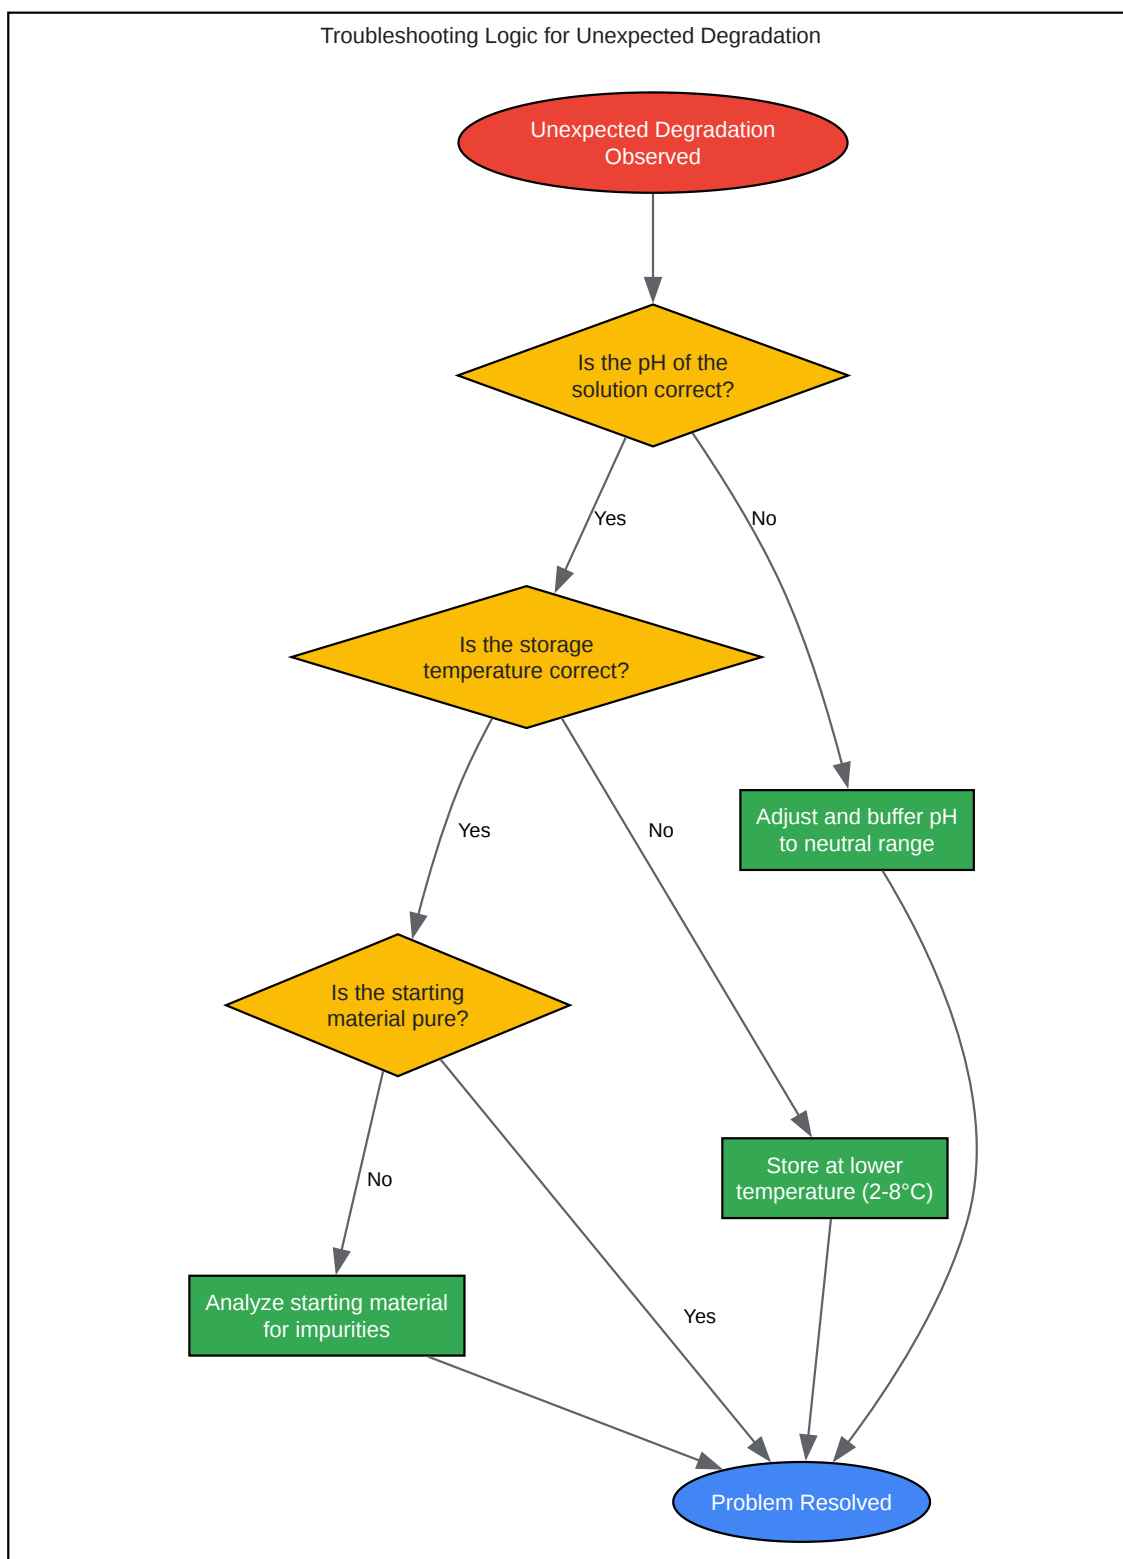 Troubleshooting Logic for Unexpected Degradation
Unexpected Degradation
Observed
Is the pH of the
solution correct?
Yes
No
Is the storage
temperature correct?
Adjust and buffer pH
to neutral range
Yes
No
Is the starting
material pure?
Store at lower
temperature (2-8°C)
No
Analyze starting material
for impurities
Yes
Problem Resolved